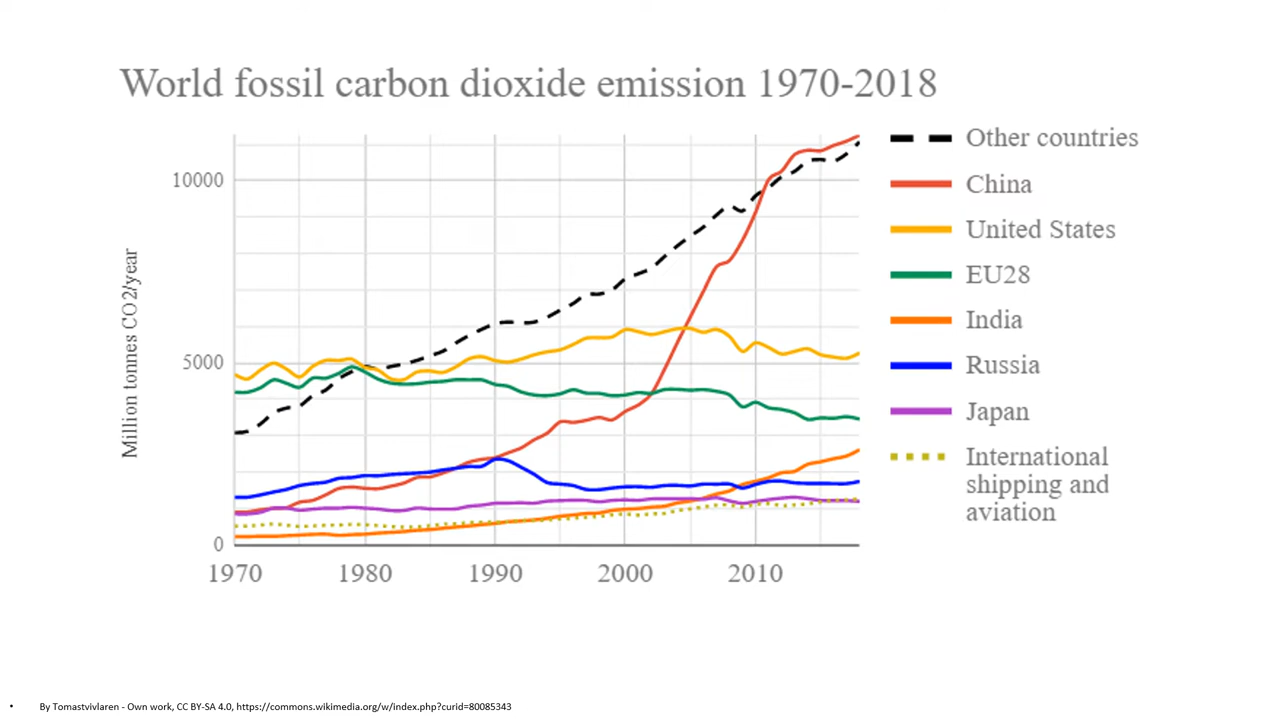 World fossil carbon dioxide emission 1970-2018
Million tonnes CO2/year
10000
5000
0
1970
1980
1990
2000
2010
Other countries
China
United States
EU28
India
Russia
Japan
International
shipping and
aviation
• By Tomastvivlaren - Own work, CC BY-SA 4.0, https://commons.wikimedia.org/w/index.php?curid=80085343